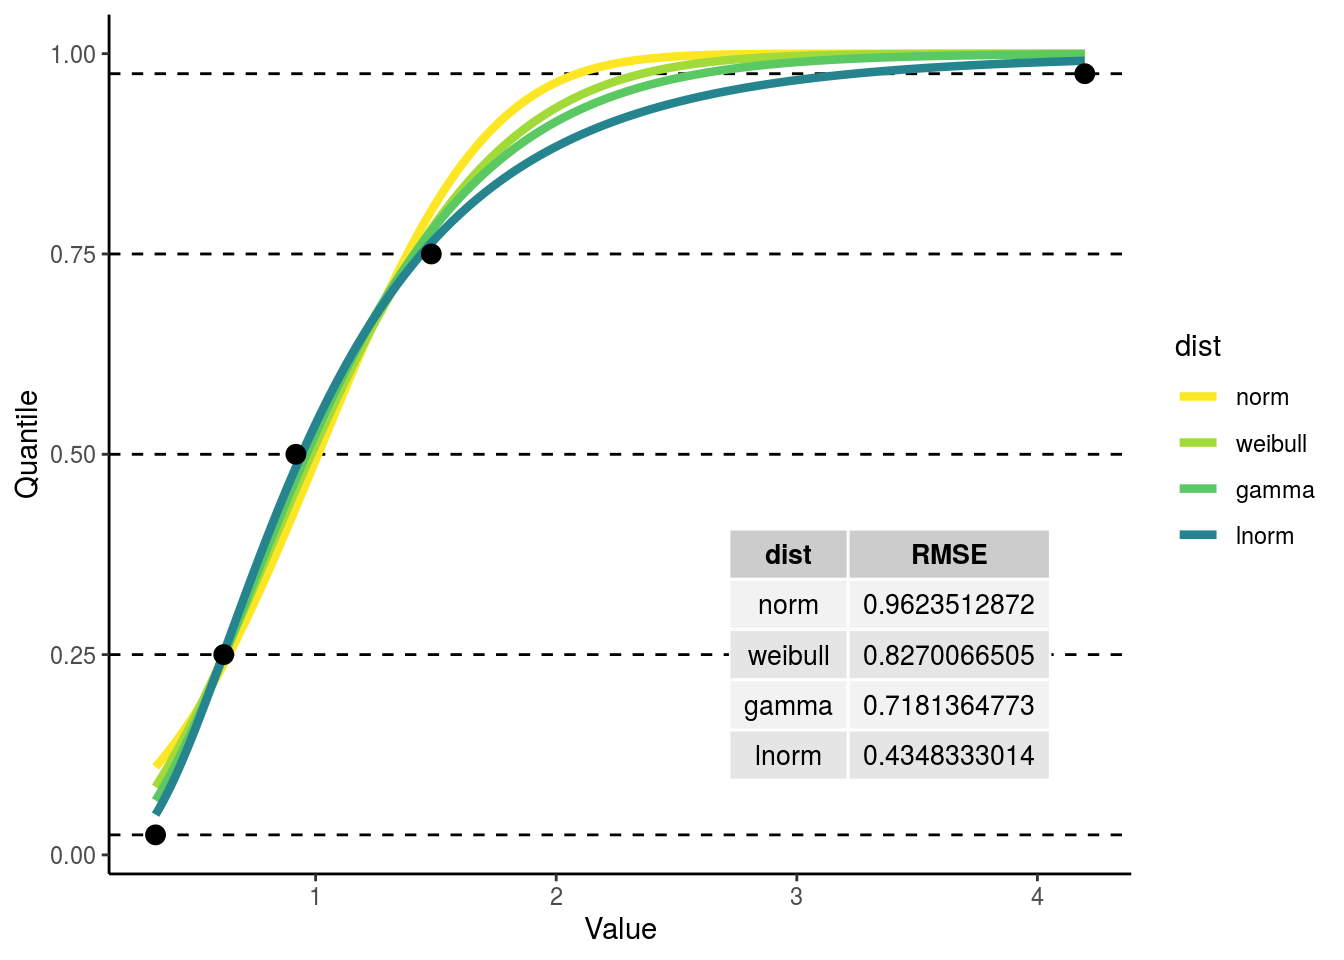 1.00
0.75
0.50
0.25
0.00
Quantile
1 2 3 4
Value
dist
norm
weibull
gamma
lnorm
dist RMSE
norm 0.9623512872
weibull 0.8270066505
gamma 0.7181364773
lnorm 0.4348333014